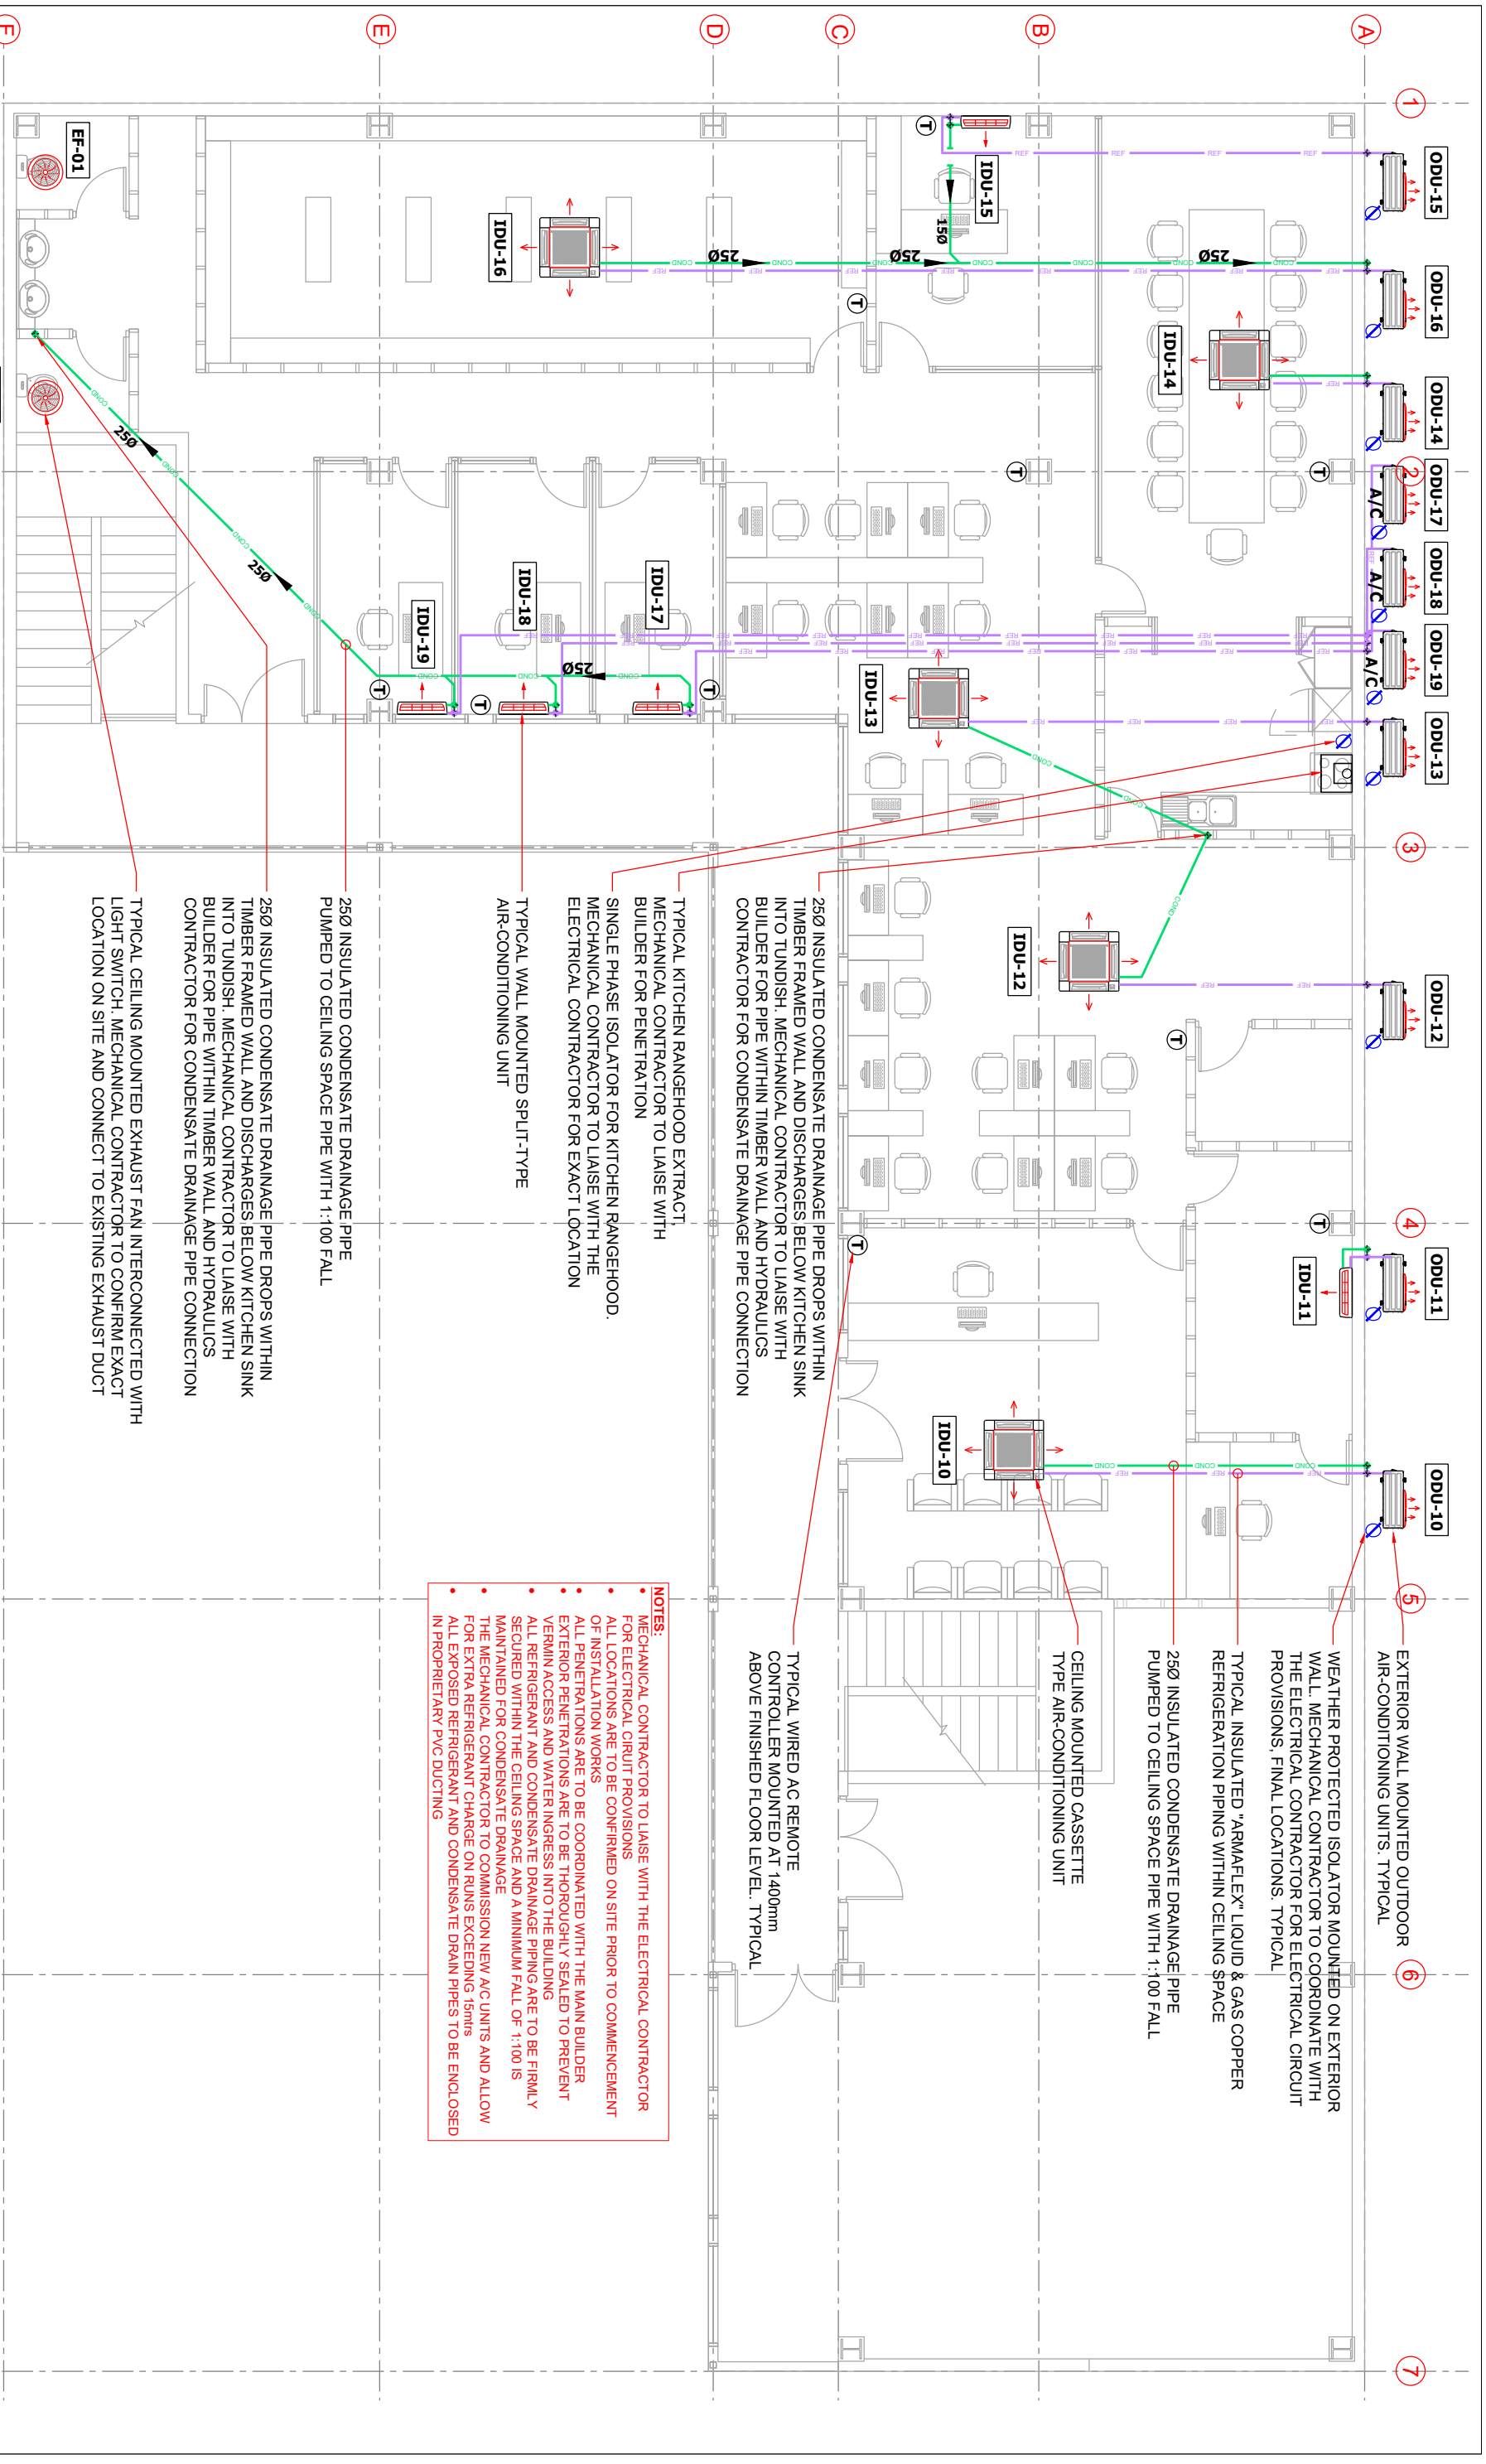 1
2
3
4
5
6
7
A
B
C
D
E
F
ODU-15
ODU-16
ODU-14
ODU-17
ODU-18
ODU-19
ODU-13
ODU-12
ODU-11
ODU-10
A/C
A/C
A/C
IDU-15
IDU-16
IDU-14
IDU-17
IDU-18
IDU-19
IDU-13
IDU-12
IDU-11
IDU-10
EF-01
15Ø
25Ø
25Ø
25Ø
25Ø
25Ø
25Ø
T
T
T
T
T
T
T
T
T
T
REF
REF
REF
REF
COND
COND
COND
COND
EXTERIOR WALL MOUNTED OUTDOOR
AIR-CONDITIONING UNITS. TYPICAL
WEATHER PROTECTED ISOLATOR MOUNTED ON EXTERIOR
WALL. MECHANICAL CONTRACTOR TO COORDINATE WITH
THE ELECTRICAL CONTRACTOR FOR ELECTRICAL CIRCUIT
PROVISIONS, FINAL LOCATIONS. TYPICAL
TYPICAL INSULATED "ARMAFLEX" LIQUID & GAS COPPER
REFRIGERATION PIPING WITHIN CEILING SPACE
25Ø INSULATED CONDENSATE DRAINAGE PIPE
PUMPED TO CEILING SPACE PIPE WITH 1:100 FALL
CEILING MOUNTED CASSETTE
TYPE AIR-CONDITIONING UNIT
TYPICAL WIRED AC REMOTE
CONTROLLER MOUNTED AT 1400mm
ABOVE FINISHED FLOOR LEVEL. TYPICAL
25Ø INSULATED CONDENSATE DRAINAGE PIPE DROPS WITHIN
TIMBER FRAMED WALL AND DISCHARGES BELOW KITCHEN SINK
INTO TUNDISH. MECHANICAL CONTRACTOR TO LIAISE WITH
BUILDER FOR PIPE WITHIN TIMBER WALL AND HYDRAULICS
CONTRACTOR FOR CONDENSATE DRAINAGE PIPE CONNECTION
TYPICAL KITCHEN RANGEHOOD EXTRACT,
MECHANICAL CONTRACTOR TO LIAISE WITH
BUILDER FOR PENETRATION
SINGLE PHASE ISOLATOR FOR KITCHEN RANGEHOOD.
MECHANICAL CONTRACTOR TO LIAISE WITH THE
ELECTRICAL CONTRACTOR FOR EXACT LOCATION
TYPICAL WALL MOUNTED SPLIT-TYPE
AIR-CONDITIONING UNIT
25Ø INSULATED CONDENSATE DRAINAGE PIPE
PUMPED TO CEILING SPACE PIPE WITH 1:100 FALL
25Ø INSULATED CONDENSATE DRAINAGE PIPE DROPS WITHIN
TIMBER FRAMED WALL AND DISCHARGES BELOW KITCHEN SINK
INTO TUNDISH. MECHANICAL CONTRACTOR TO LIAISE WITH
BUILDER FOR PIPE WITHIN TIMBER WALL AND HYDRAULICS
CONTRACTOR FOR CONDENSATE DRAINAGE PIPE CONNECTION
TYPICAL CEILING MOUNTED EXHAUST FAN INTERCONNECTED WITH
LIGHT SWITCH. MECHANICAL CONTRACTOR TO CONFIRM EXACT
LOCATION ON SITE AND CONNECT TO EXISTING EXHAUST DUCT
NOTES:
• MECHANICAL CONTRACTOR TO LIAISE WITH THE ELECTRICAL CONTRACTOR
FOR ELECTRICAL CIRUIT PROVISIONS
• ALL LOCATIONS ARE TO BE CONFIRMED ON SITE PRIOR TO COMMENCEMENT
OF INSTALLATION WORKS
• ALL PENETRATIONS ARE TO BE COORDINATED WITH THE MAIN BUILDER
• EXTERIOR PENETRATIONS ARE TO BE THOROUGHLY SEALED TO PREVENT
VERMIN ACCESS AND WATER INGRESS INTO THE BUILDING
• ALL REFRIGERANT AND CONDENSATE DRAINAGE PIPING ARE TO BE FIRMLY
SECURED WITHIN THE CEILING SPACE AND A MINIMUM FALL OF 1:100 IS
MAINTAINED FOR CONDENSATE DRAINAGE
• THE MECHANICAL CONTRACTOR TO COMMISSION NEW A/C UNITS AND ALLOW
FOR EXTRA REFRIGERANT CHARGE ON RUNS EXCEEDING 15mtrs
• ALL EXPOSED REFRIGERANT AND CONDENSATE DRAIN PIPES TO BE ENCLOSED
IN PROPRIETARY PVC DUCTING